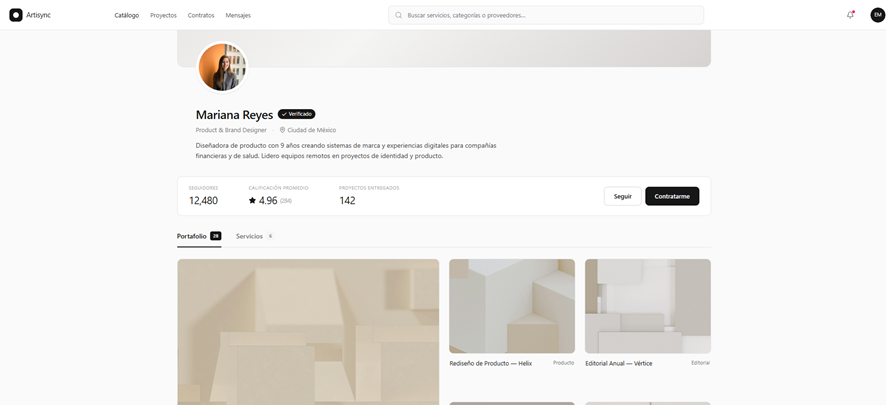 Artisync
Catálogo Proyectos Contratos Mensajes
Buscar servicios, categorías o proveedores...
EM
Mariana Reyes
Verificado
Product & Brand Designer · Ciudad de México
Diseñadora de producto con 9 años creando sistemas de marca y experiencias digitales para compañías
financieras y de salud. Lidero equipos remotos en proyectos de identidad y producto.
SEGUIDORES CALIFICACIÓN PROMEDIO PROYECTOS ENTREGADOS
12,480 4.96 (284) 142
Seguir Contratarme
Portafolio 28 Servicios 6
Rediseño de Producto — Helix Producto
Editorial Anual — Vértice Editorial